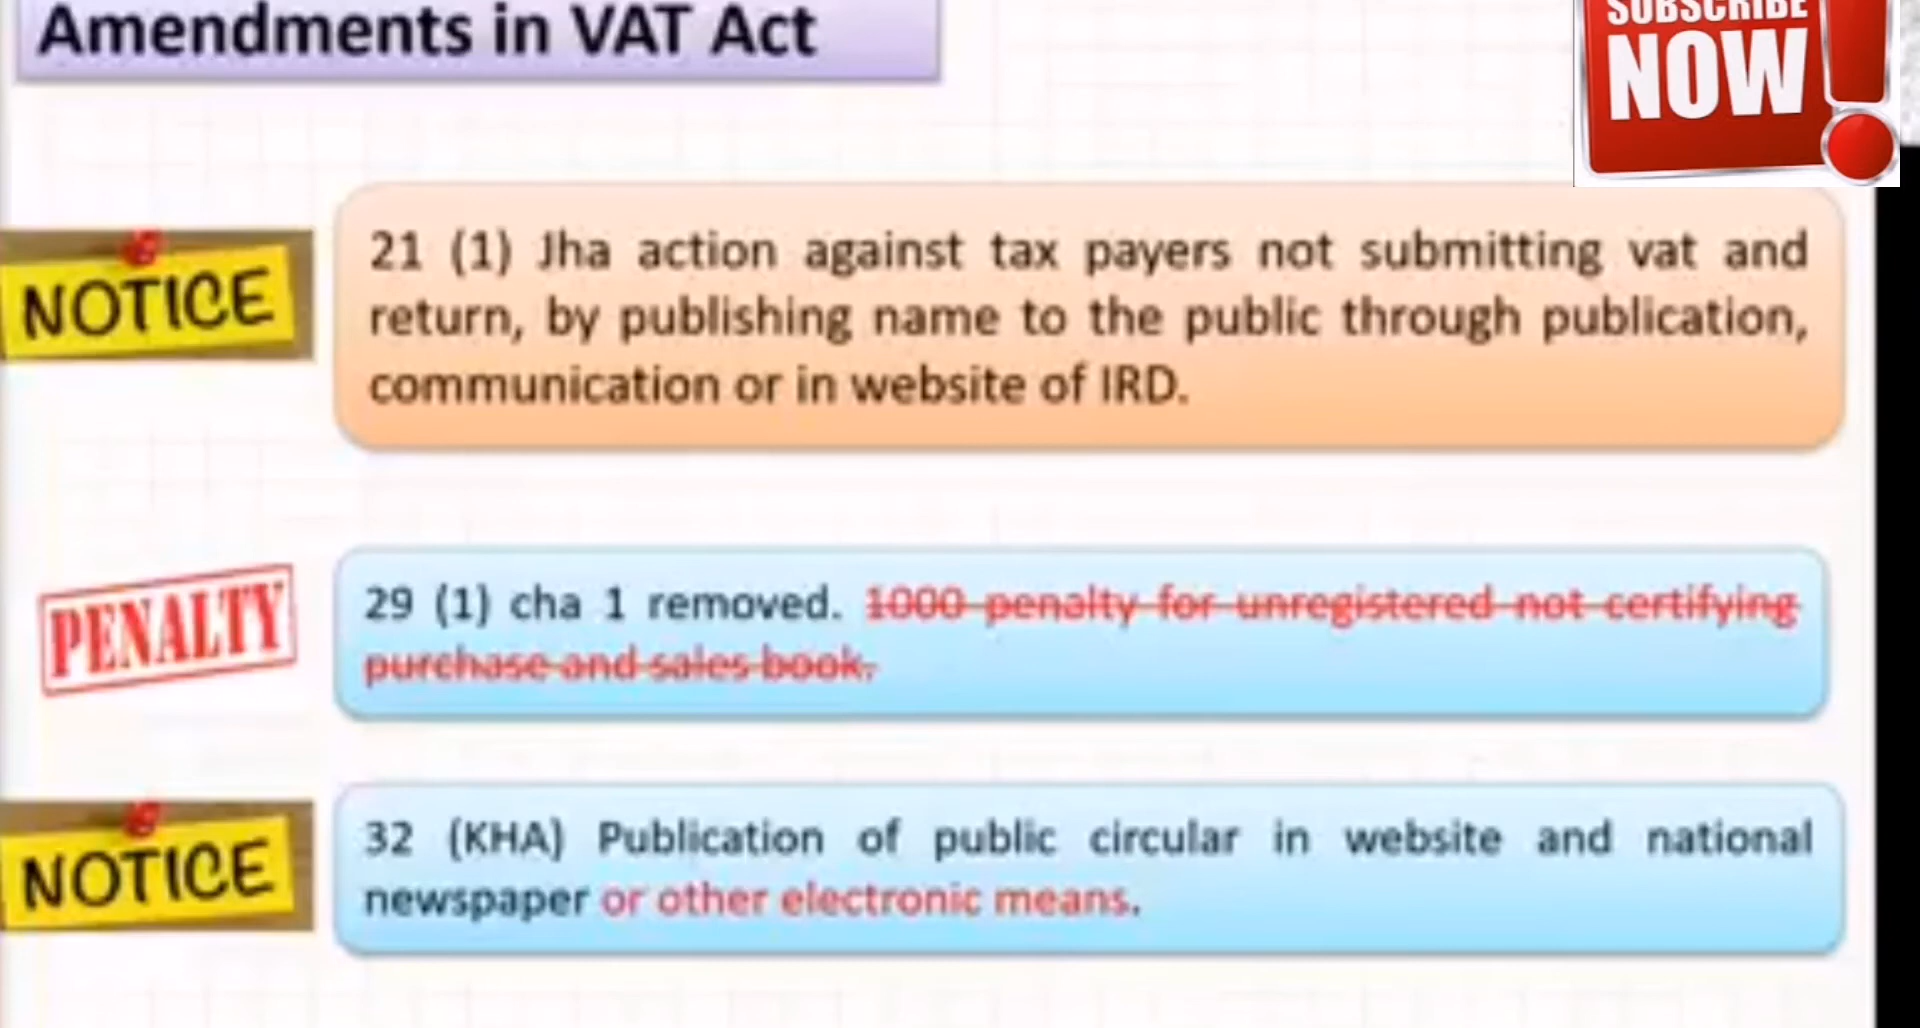 Amendments in VAT Act
SUBSCRIBE
NOW!
NOTICE
21 (1) Jha action against tax payers not submitting vat and
return, by publishing name to the public through publication,
communication or in website of IRD.
PENALTY
29 (1) cha 1 removed. 1000 penalty for unregistered not certifying
purchase and sales book.
NOTICE
32 (KHA) Publication of public circular in website and national
newspaper or other electronic means.